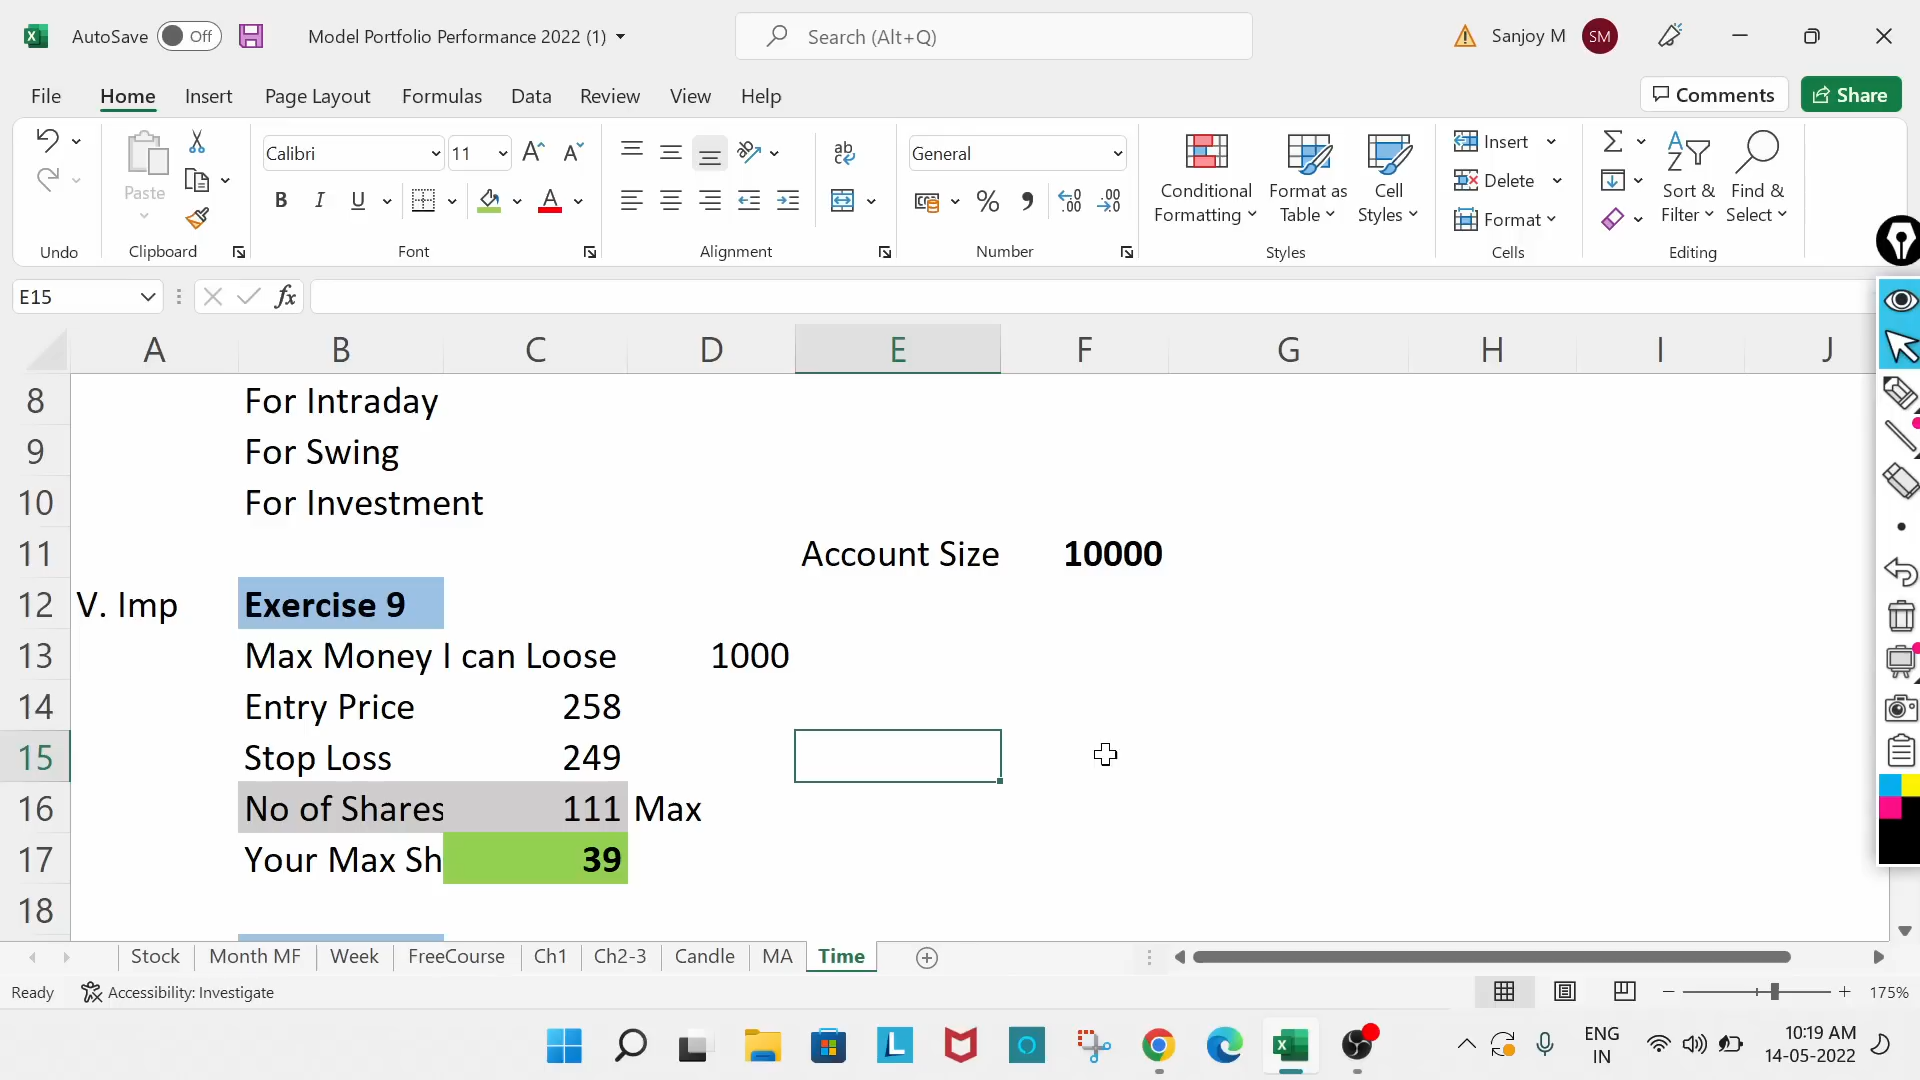 AutoSave Off Model Portfolio Performance 2022 (1) Search (Alt+Q) Sanjoy M SM
File Home Insert Page Layout Formulas Data Review View Help Comments Share
Paste Calibri 11 General Conditional Formatting Format as Table Cell Styles Insert Delete Format Sort & Filter Find & Select
Undo Clipboard Font Alignment Number Styles Cells Editing
E15 fx
A B C D E F G H I J
8 For Intraday
9 For Swing
10 For Investment
11 Account Size 10000
12 V. Imp Exercise 9
13 Max Money I can Loose 1000
14 Entry Price 258
15 Stop Loss 249
16 No of Shares 111 Max
17 Your Max Sh 39
18
Stock Month MF Week FreeCourse Ch1 Ch2-3 Candle MA Time
Ready Accessibility: Investigate 175%
ENG IN 10:19 AM 14-05-2022